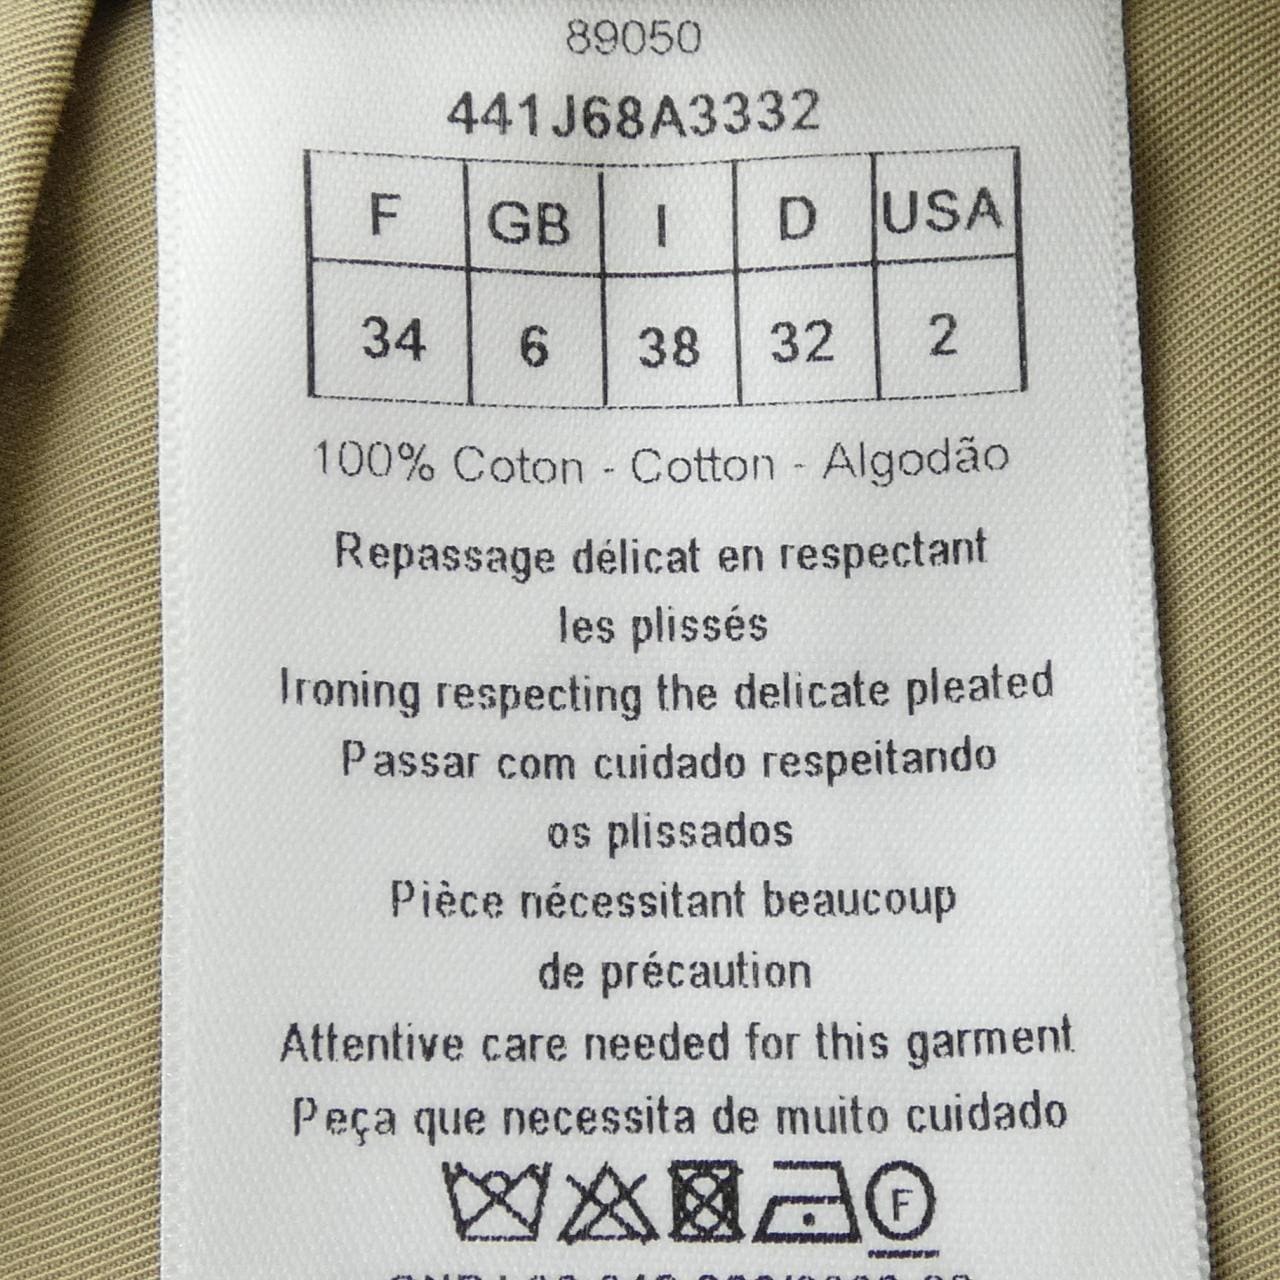 89050
441J68A3332
F GB I D USA
34 6 38 32 2
100% Coton - Cotton - Algodão
Repassage délicat en respectant
les plissés
Ironing respecting the delicate pleated
Passar com cuidado respeitando
os plissados
Pièce nécessitant beaucoup
de précaution
Attentive care needed for this garment
Peça que necessita de muito cuidado
F